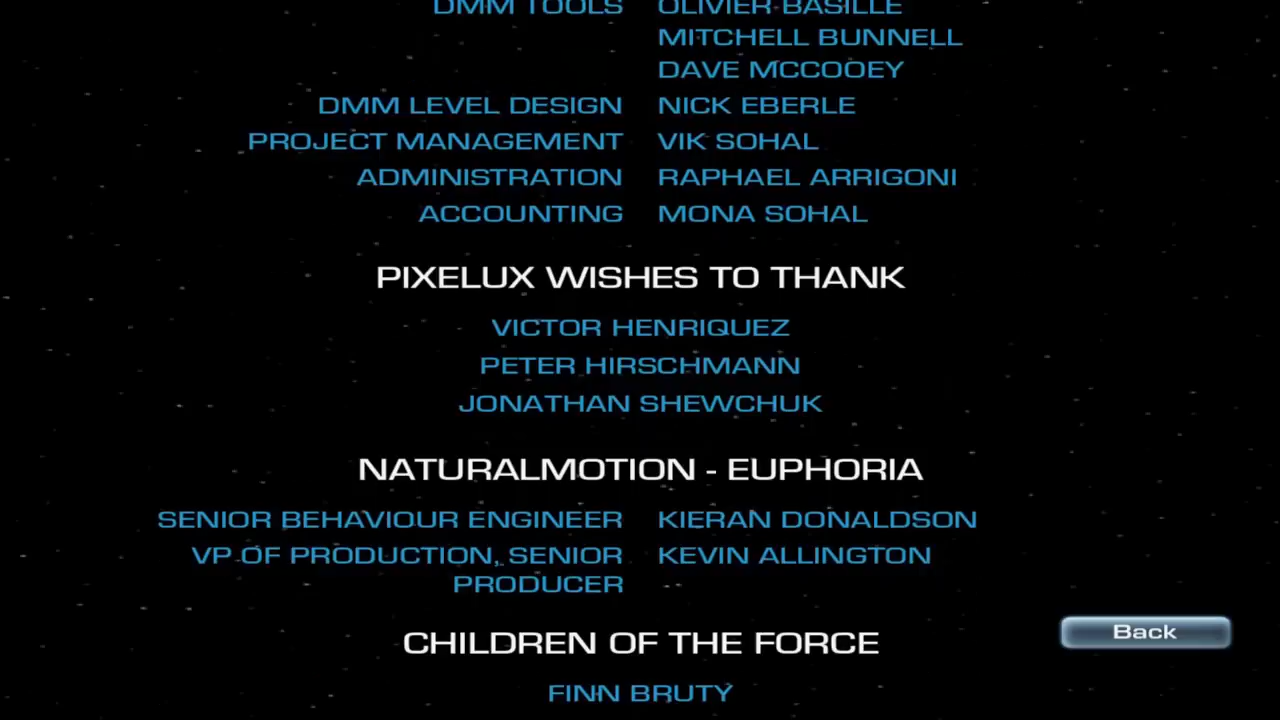 DMM TOOLS OLIVIER BASILLE
MITCHELL BUNNELL
DAVE MCCOOEY
DMM LEVEL DESIGN NICK EBERLE
PROJECT MANAGEMENT VIK SOHAL
ADMINISTRATION RAPHAEL ARRIGONI
ACCOUNTING MONA SOHAL
PIXELUX WISHES TO THANK
VICTOR HENRIQUEZ
PETER HIRSCHMANN
JONATHAN SHEWCHUK
NATURALMOTION - EUPHORIA
SENIOR BEHAVIOUR ENGINEER KIERAN DONALDSON
VP OF PRODUCTION, SENIOR KEVIN ALLINGTON
PRODUCER
Back
CHILDREN OF THE FORCE
FINN BRUTY